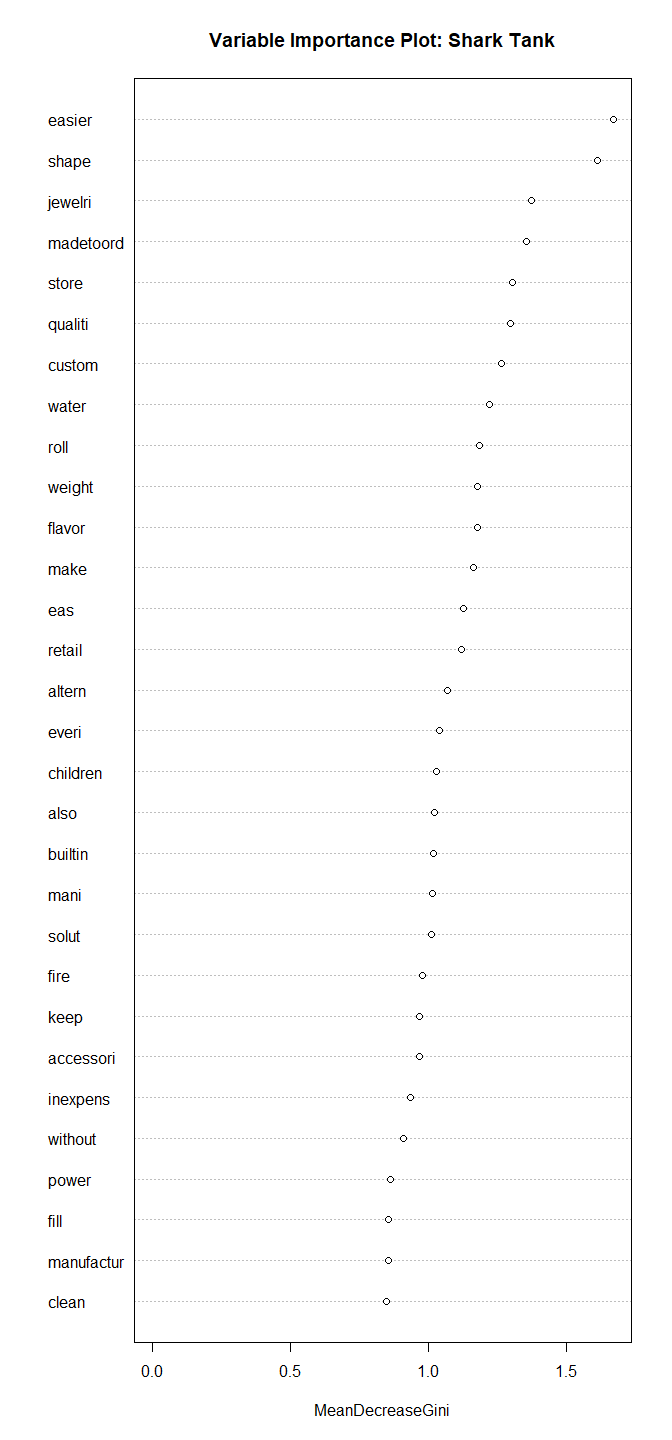 Variable Importance Plot: Shark Tank
easier
shape
jewelri
madetoord
store
qualiti
custom
water
roll
weight
flavor
make
eas
retail
altern
everi
children
also
builtin
mani
solut
fire
keep
accessori
inexpens
without
power
fill
manufactur
clean
0.0 0.5 1.0 1.5
MeanDecreaseGini